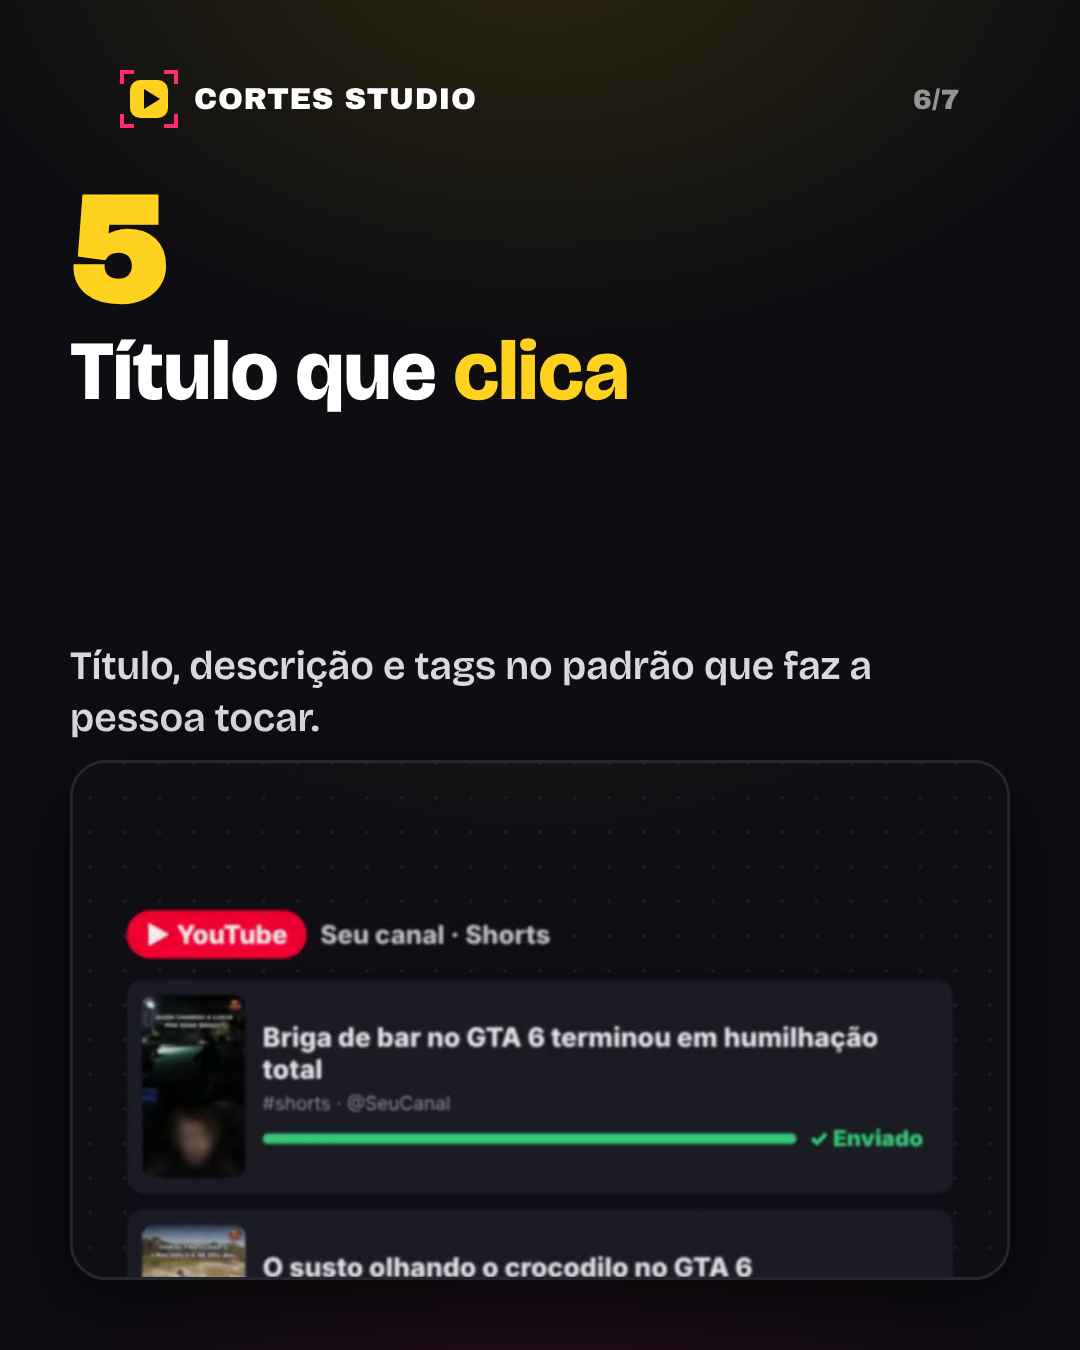 CORTES STUDIO
6/7
5
Título que clica
Título, descrição e tags no padrão que faz a
pessoa tocar.
YouTube
Seu canal · Shorts
Briga de bar no GTA 6 terminou em humilhação
total
#shorts · @SeuCanal
✓ Enviado
O susto olhando o crocodilo no GTA 6